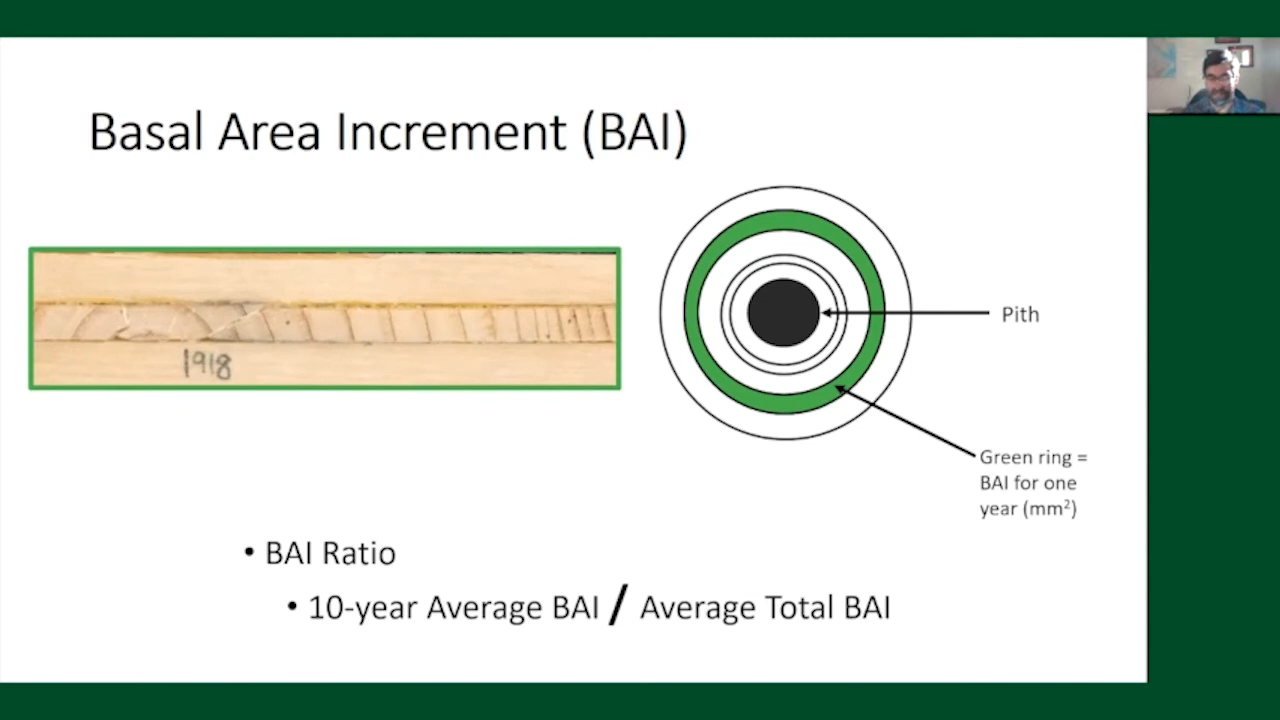 Basal Area Increment (BAI)
1918
Pith
Green ring =
BAI for one
year (mm²)
• BAI Ratio
• 10-year Average BAI / Average Total BAI